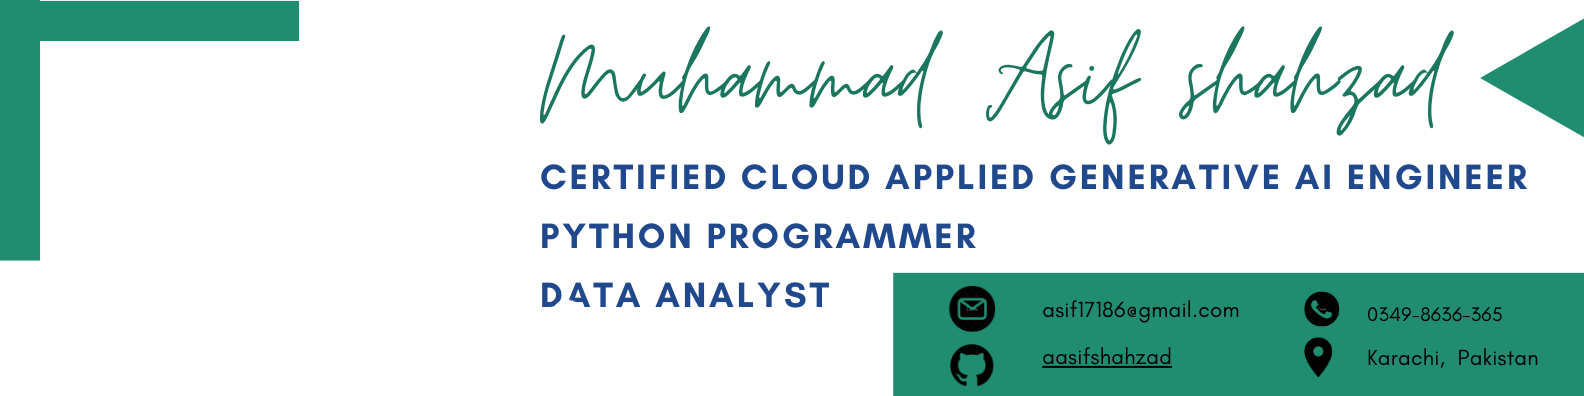 Muhammad Asif shahzad
CERTIFIED CLOUD APPLIED GENERATIVE AI ENGINEER
PYTHON PROGRAMMER
DATA ANALYST
asif17186@gmail.com
0349-8636-365
aasifshahzad
Karachi, Pakistan